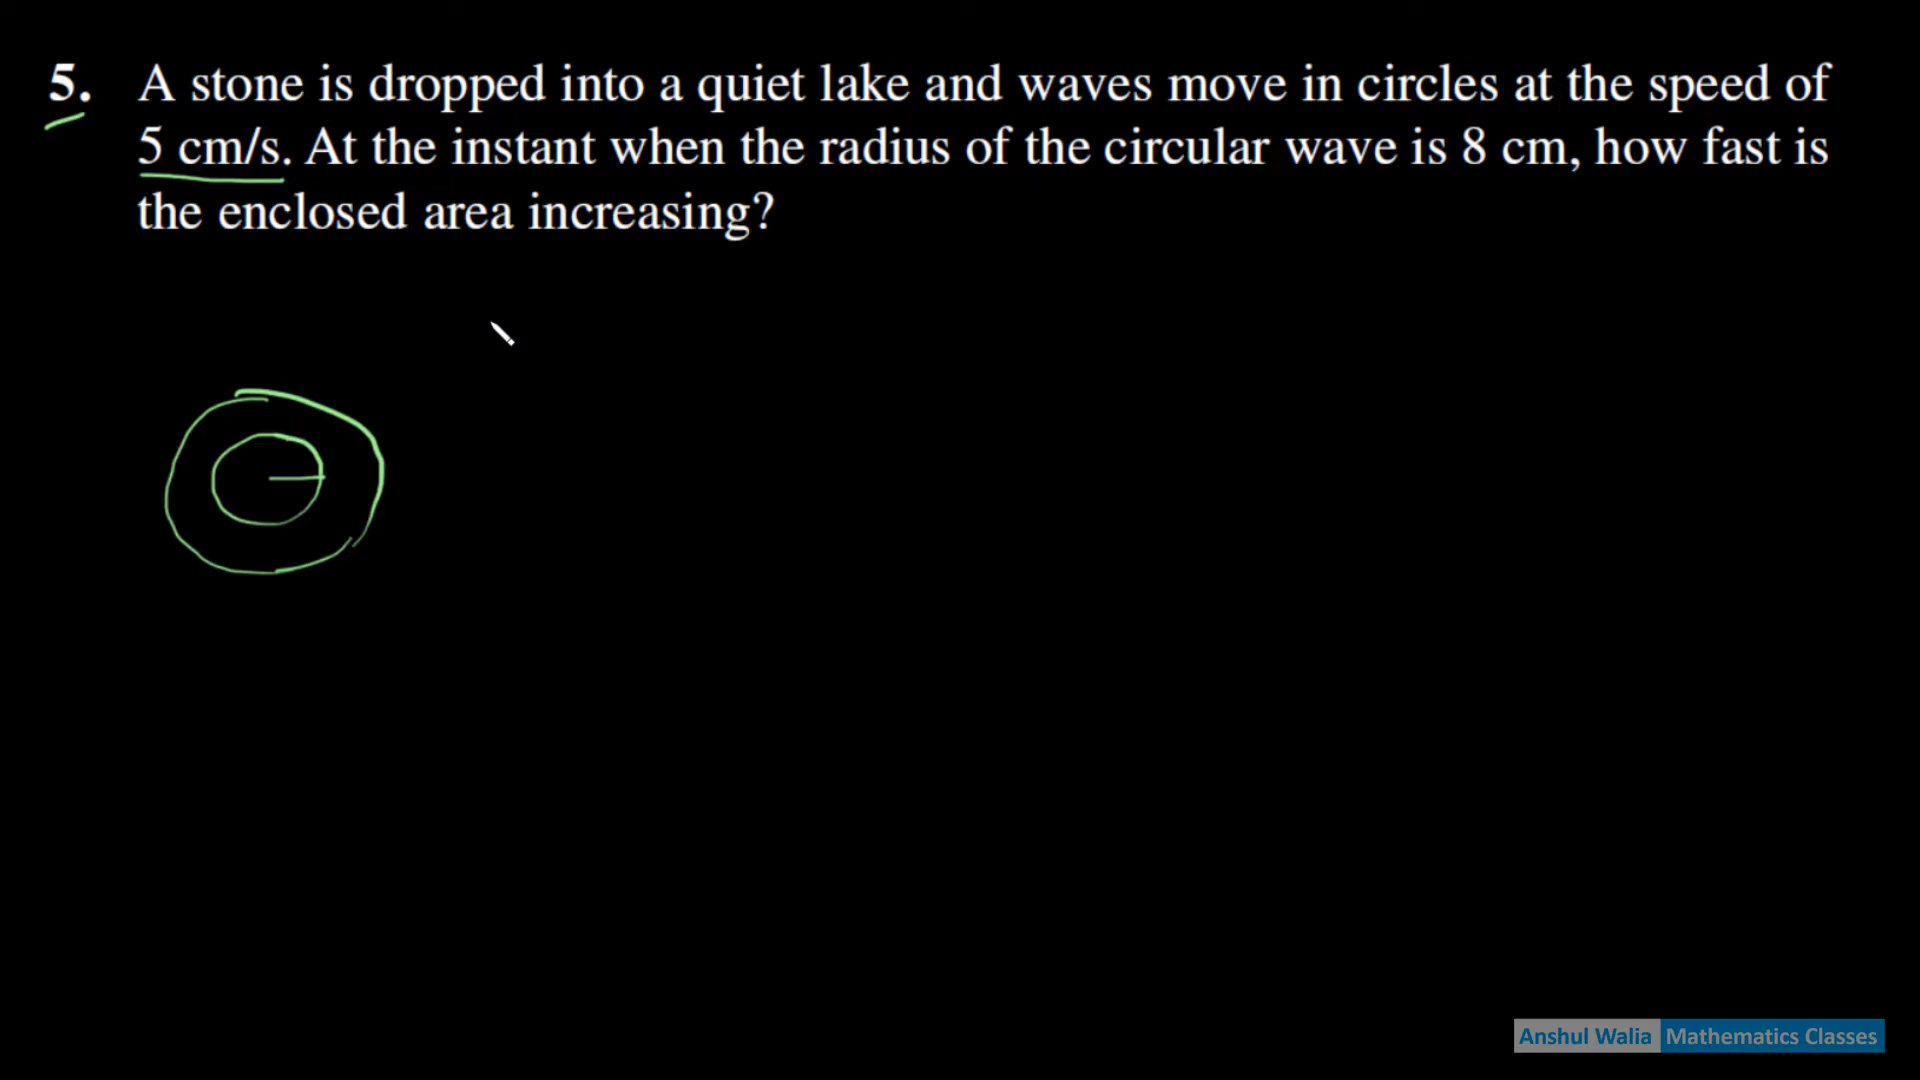 5. A stone is dropped into a quiet lake and waves move in circles at the speed of
5 cm/s. At the instant when the radius of the circular wave is 8 cm, how fast is
the enclosed area increasing?
Anshul Walia Mathematics Classes